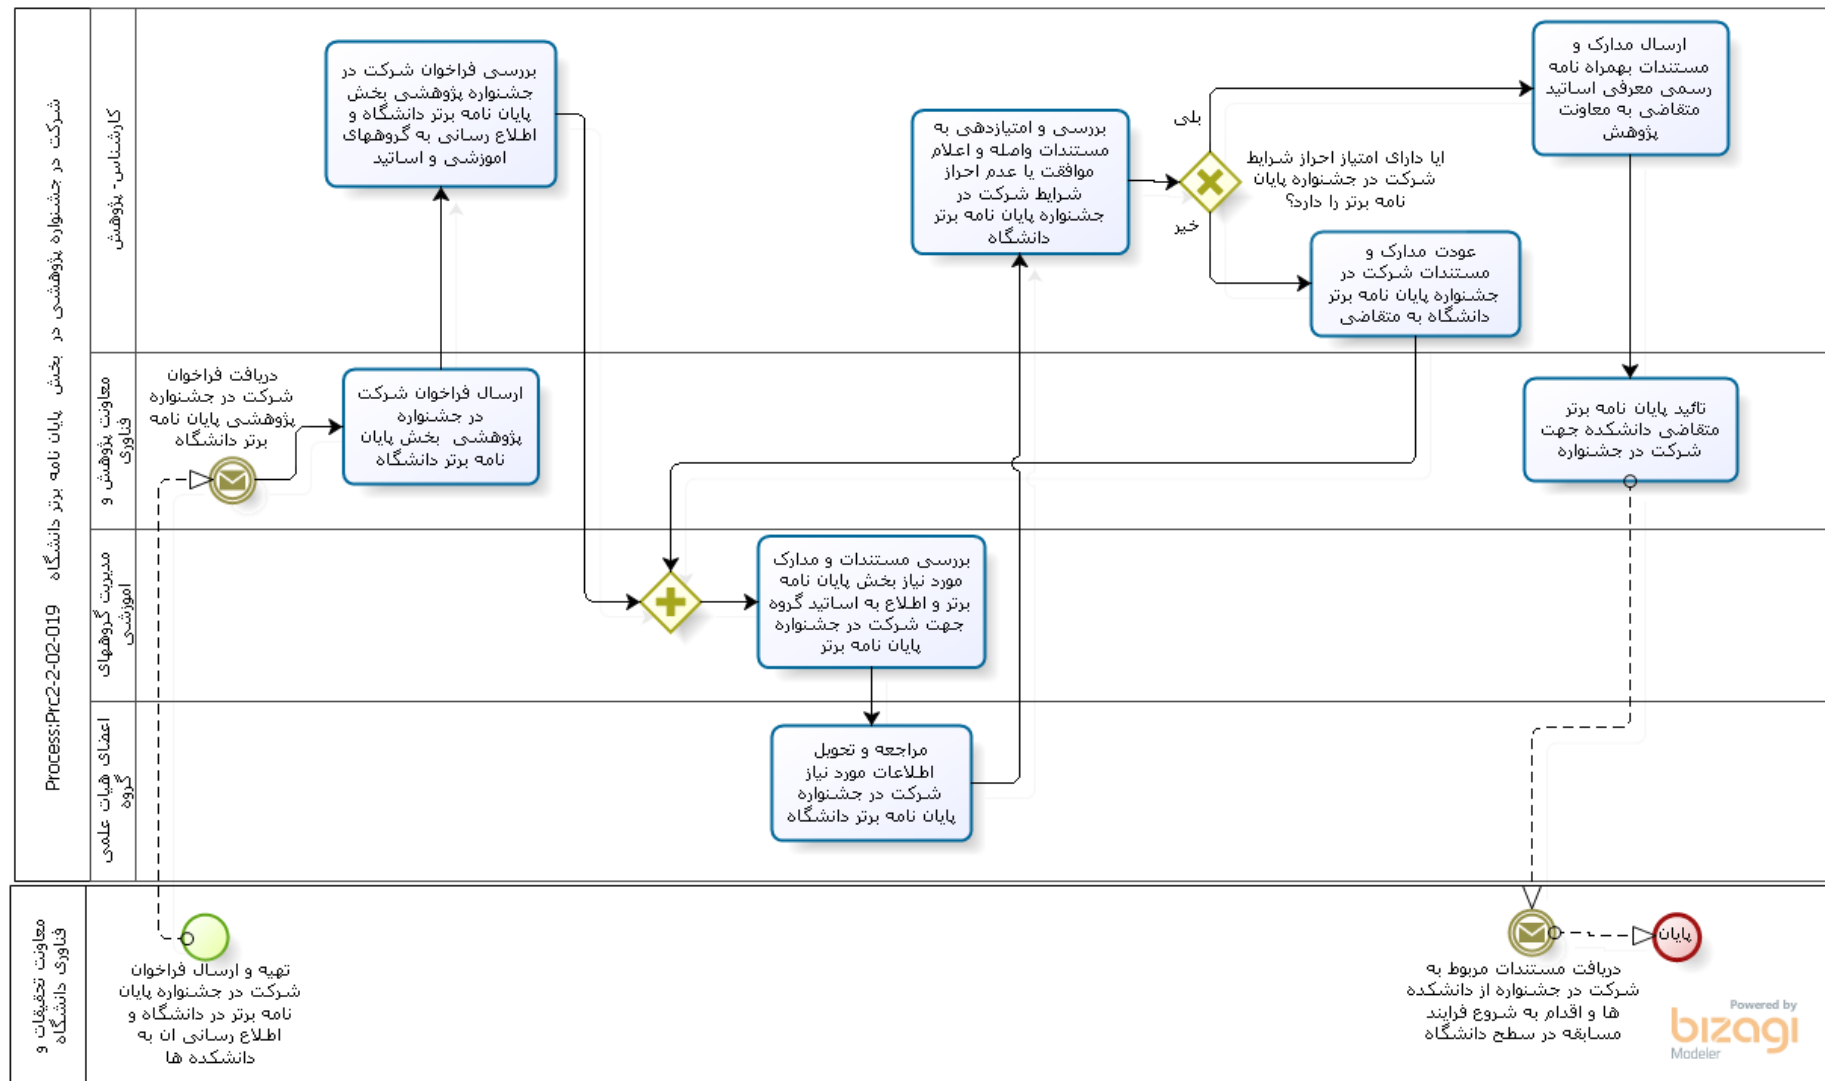 Process:Prc2-2-02-019 شرکت در جشنواره پژوهشی در بخش پایان نامه برتر دانشگاه
کارشناس- پژوهش
بررسی فراخوان شرکت در
جشنواره پژوهشی بخش
پایان نامه برتر دانشگاه و
اطلاع رسانی به گروههای
اموزشی و اساتید
بررسی و امتیازدهی به
مستندات واصله و اعلام
موافقت یا عدم احراز
شرایط شرکت در
جشنواره پایان نامه برتر
دانشگاه
بلی
خیر
ایا دارای امتیاز احراز شرایط
شرکت در جشنواره پایان
نامه برتر را دارد؟
ارسال مدارک و
مستندات بهمراه نامه
رسمی معرفی اساتید
متقاضی به معاونت
پژوهش
عودت مدارک و
مستندات شرکت در
جشنواره پایان نامه برتر
دانشگاه به متقاضی
معاونت پژوهش و
فناوری
دریافت فراخوان
شرکت در جشنواره
پژوهشی پایان نامه
برتر دانشگاه
ارسال فراخوان شرکت
در جشنواره
پژوهشی بخش پایان
نامه برتر دانشگاه
تائید پایان نامه برتر
متقاضی دانشکده جهت
شرکت در جشنواره
مدیریت گروههای
اموزشی
بررسی مستندات و مدارک
مورد نیاز بخش پایان نامه
برتر و اطلاع به اساتید گروه
جهت شرکت در جشنواره
پایان نامه برتر
اعضای هیات علمی
گروه
مراجعه و تحویل
اطلاعات مورد نیاز
شرکت در جشنواره
پایان نامه برتر دانشگاه
معاونت تحقیقات و
فناوری دانشگاه
تهیه و ارسال فراخوان
شرکت در جشنواره پایان
نامه برتر در دانشگاه و
اطلاع رسانی ان به
دانشکده ها
دریافت مستندات مربوط به
شرکت در جشنواره از دانشکده
ها و اقدام به شروع فرایند
مسابقه در سطح دانشگاه
پایان
Powered by
bizagi
Modeler